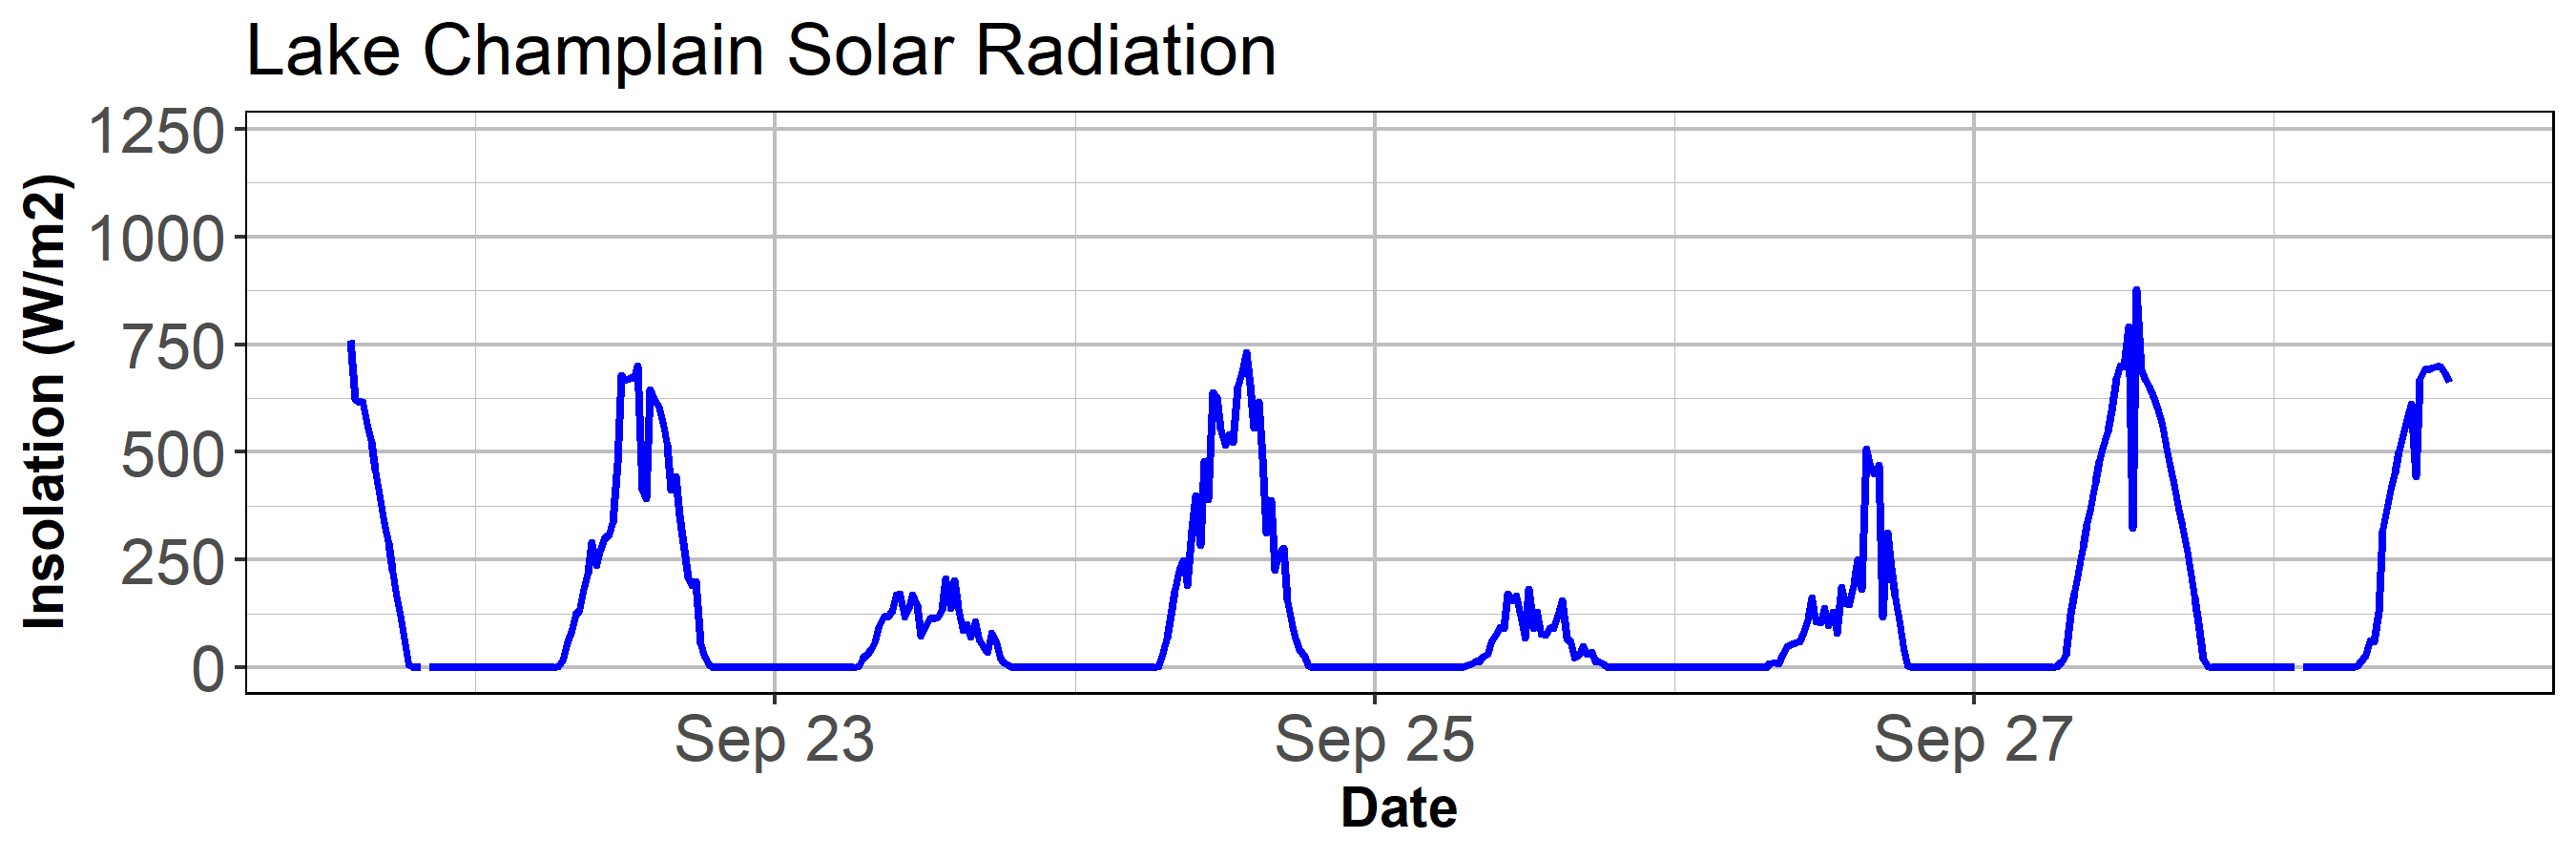 Lake Champlain Solar Radiation
Insolation (W/m2)
1250
1000
750
500
250
0
Sep 23 Sep 25 Sep 27
Date